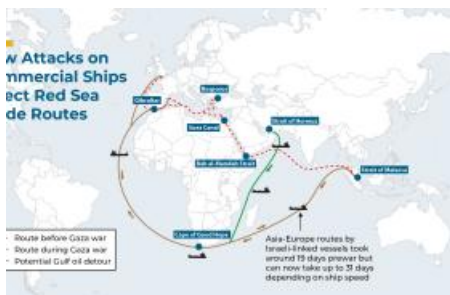 w Attacks on
mmercial Ships
ect Red Sea
de Routes
Gibraltar
Bosporus
Suez Canal
Strait of Hormuz
Bab al-Mandab Strait
Strait of Malacca
Cape of Good Hope
Route before Gaza war
Route during Gaza war
Potential Gulf oil detour
Asia-Europe routes by
Israeli-linked vessels took
around 19 days prewar but
can now take up to 31 days
depending on ship speed